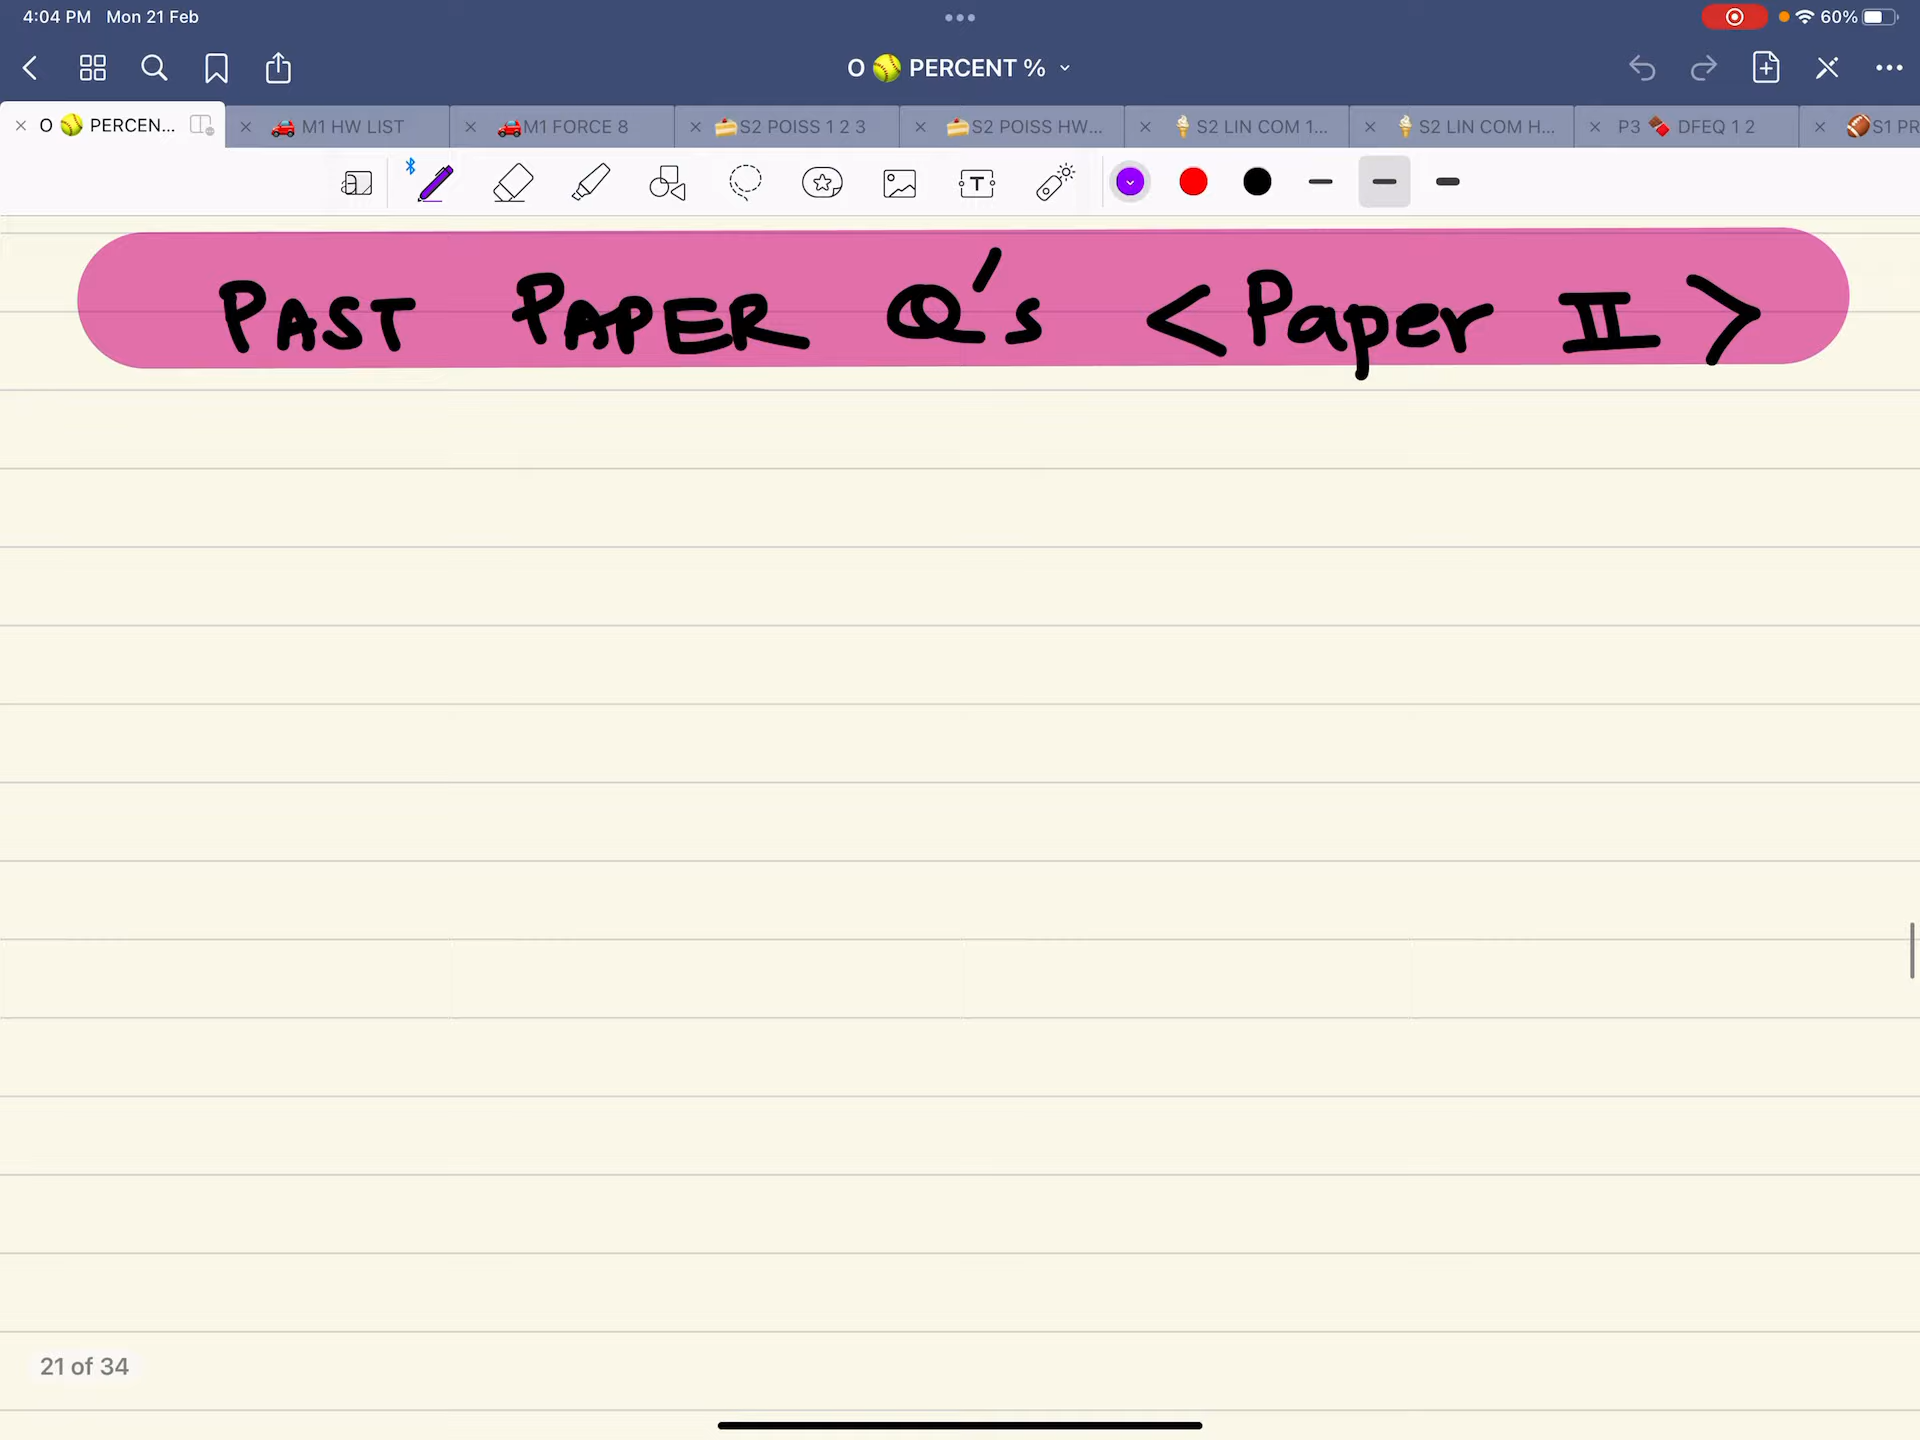 4:04 PM Mon 21 Feb
60%
O 🥎 PERCENT %
O 🥎 PERCEN...
M1 HW LIST
M1 FORCE 8
S2 POISS 1 2 3
S2 POISS HW...
S2 LIN COM 1...
S2 LIN COM H...
P3 🍫 DFEQ 1 2
S1 PR
T
PAST PAPER Q's <Paper II>
21 of 34